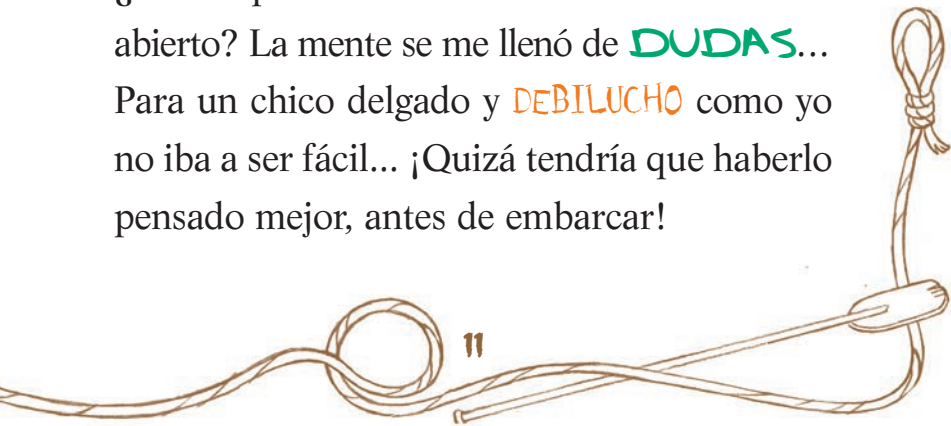 abierto? La mente se me llenó de DUDAS...
Para un chico delgado y DEBILUCHO como yo
no iba a ser fácil... ¡Quizá tendría que haberlo
pensado mejor, antes de embarcar!
11